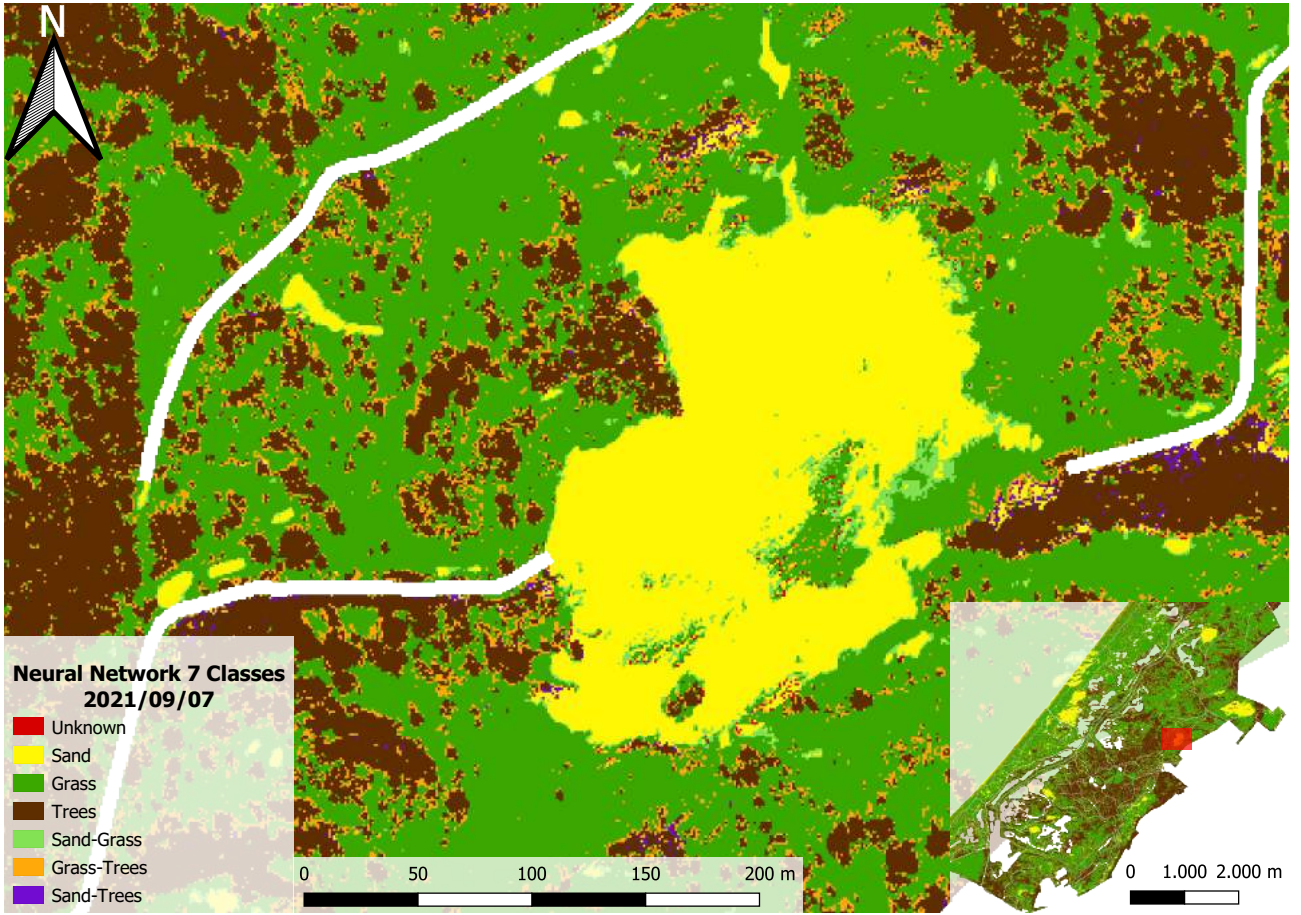 N
Neural Network 7 Classes
2021/09/07
Unknown
Sand
Grass
Trees
Sand-Grass
Grass-Trees
Sand-Trees
0 50 100 150 200 m
0 1.000 2.000 m